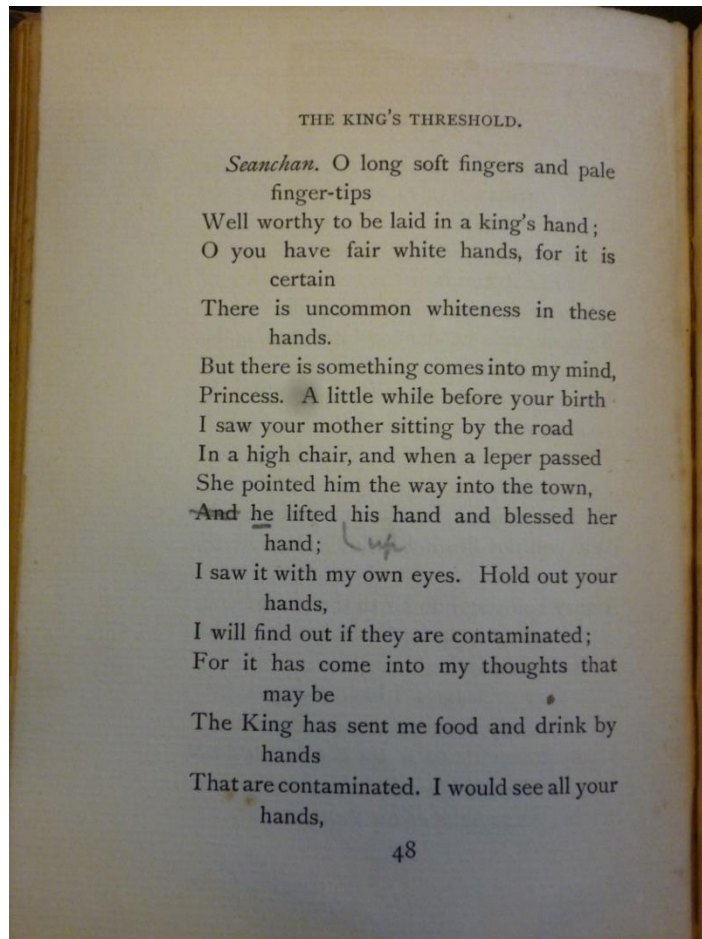 THE KING'S THRESHOLD.
Seanchan. O long soft fingers and pale
finger-tips
Well worthy to be laid in a king's hand;
O you have fair white hands, for it is
certain
There is uncommon whiteness in these
hands.
But there is something comes into my mind,
Princess. A little while before your birth
I saw your mother sitting by the road
In a high chair, and when a leper passed
She pointed him the way into the town,
And he lifted his hand and blessed her
hand; up
I saw it with my own eyes. Hold out your
hands,
I will find out if they are contaminated;
For it has come into my thoughts that
may be
The King has sent me food and drink by
hands
That are contaminated. I would see all your
hands,
48